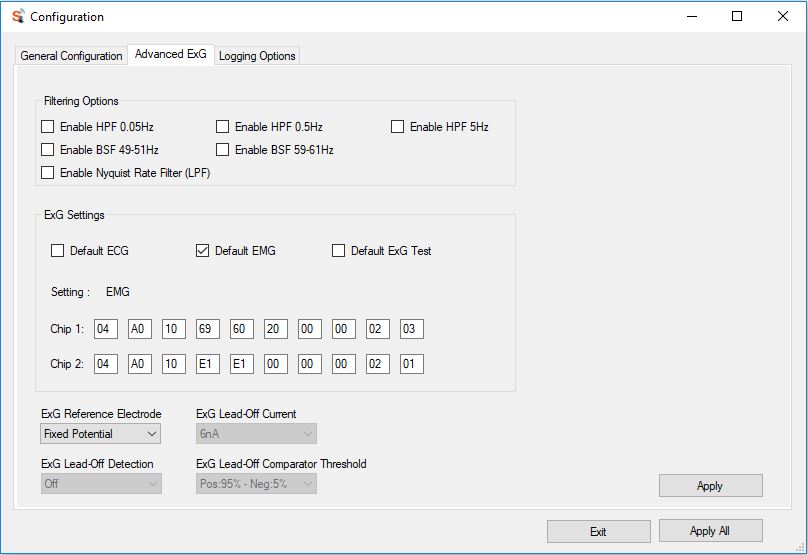 Configuration
General Configuration Advanced ExG Logging Options
Filtering Options
Enable HPF 0.05Hz Enable HPF 0.5Hz Enable HPF 5Hz
Enable BSF 49-51Hz Enable BSF 59-61Hz
Enable Nyquist Rate Filter (LPF)
ExG Settings
Default ECG Default EMG Default ExG Test
Setting : EMG
Chip 1: 04 A0 10 69 60 20 00 00 02 03
Chip 2: 04 A0 10 E1 E1 00 00 00 02 01
ExG Reference Electrode ExG Lead-Off Current
Fixed Potential 6nA
ExG Lead-Off Detection ExG Lead-Off Comparator Threshold
Off Pos:95% - Neg:5%
Apply
Exit Apply All